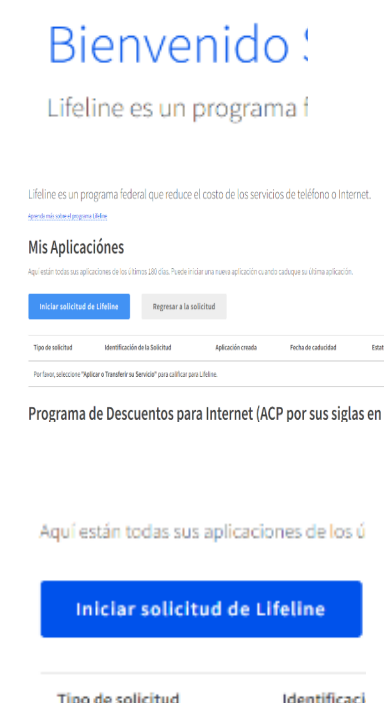 Bienvenido
Lifeline es un programa f
Lifeline es un programa federal que reduce el costo de los servicios de teléfono o Internet.
Aprenda más sobre el programa Lifeline
Mis Aplicaciónes
Aquí están todas sus aplicaciones de los últimos 180 días. Puede iniciar una nueva aplicación cuando caduque su última aplicación.
Iniciar solicitud de Lifeline Regresar a la solicitud
Tipo de solicitud Identificación de la Solicitud Aplicación creada Fecha de caducidad Estat
Por favor, seleccione "Aplicar o Transferir su Servicio" para calificar para Lifeline.
Programa de Descuentos para Internet (ACP por sus siglas en
Aquí están todas sus aplicaciones de los ú
Iniciar solicitud de Lifeline
Tipo de solicitud Identificaci